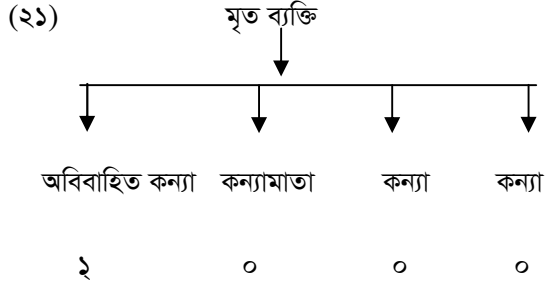 (২১) মৃত ব্যক্তি
অবিবাহিত কন্যা কন্যামাতা কন্যা কন্যা
১ ০ ০ ০